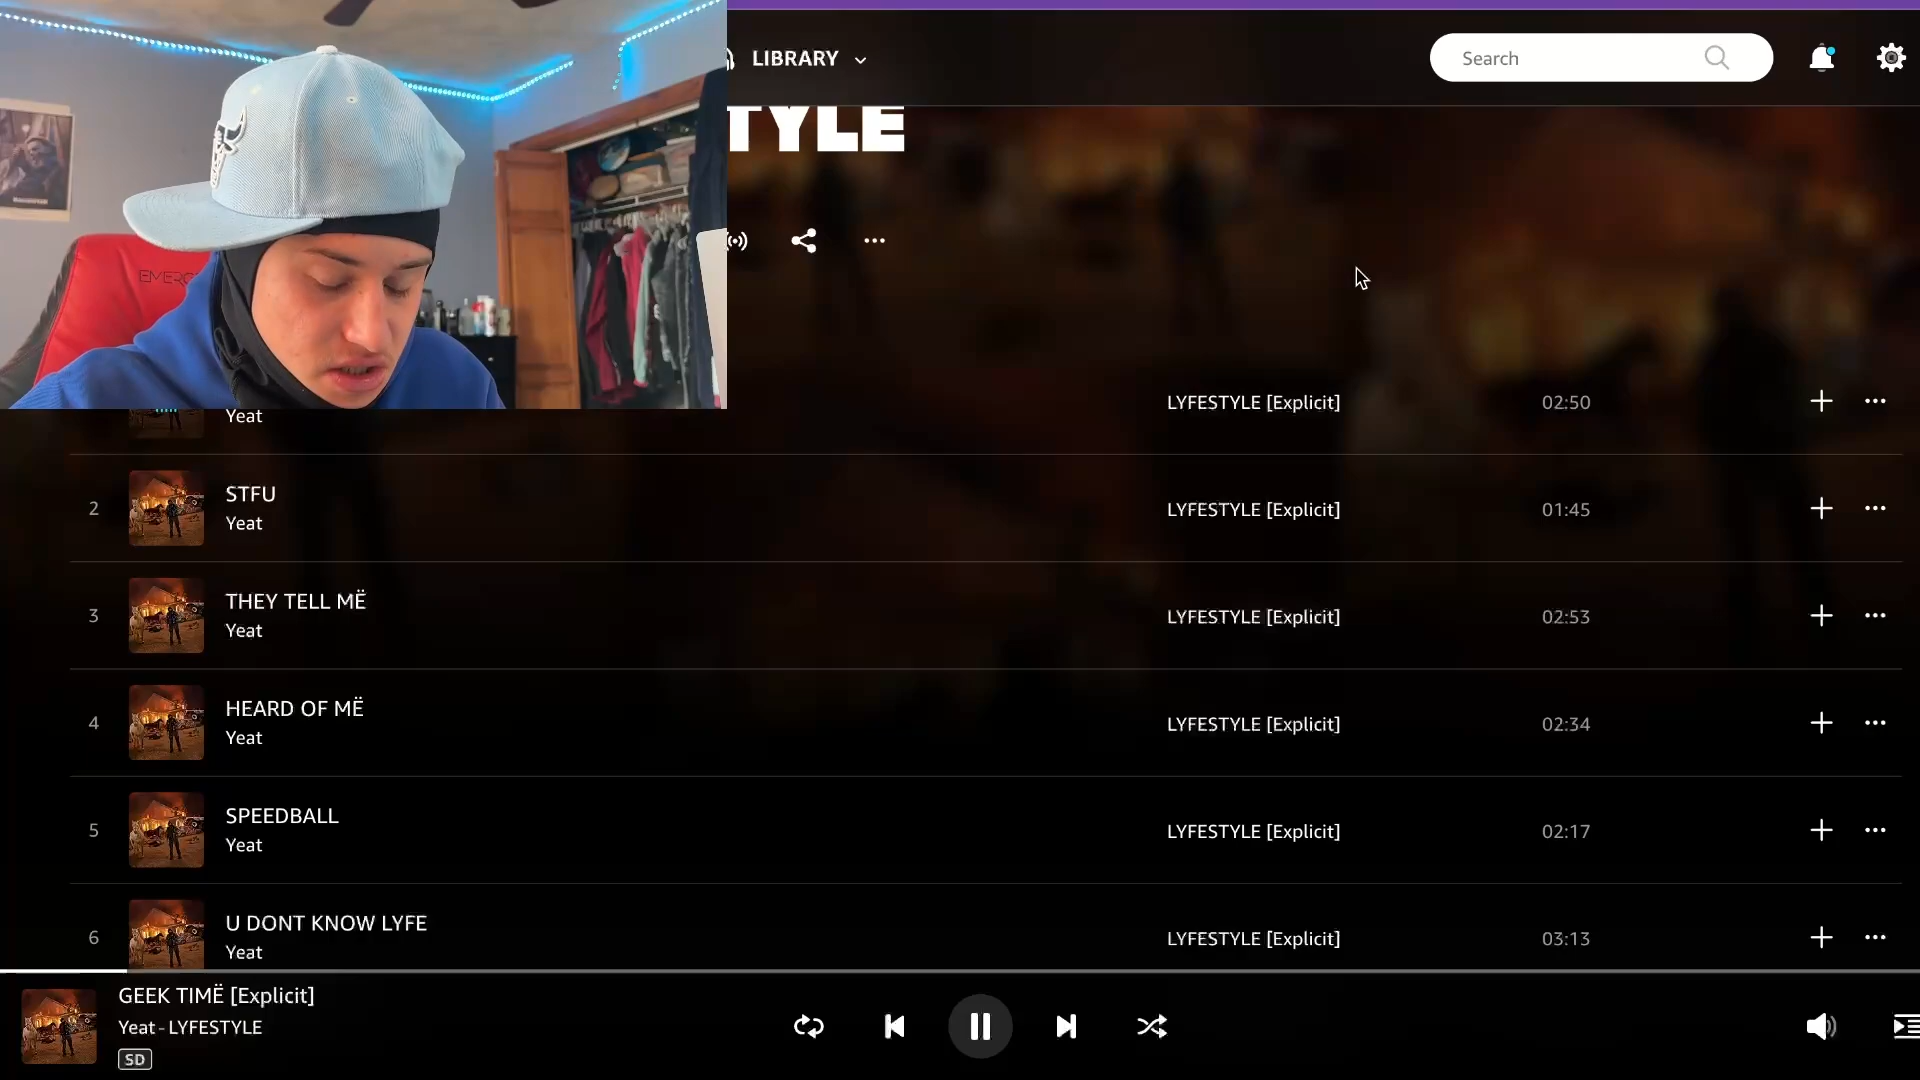 LIBRARY
Search
TYLE
EMERG
Yeat
LYFESTYLE [Explicit]
02:50
2
STFU
Yeat
LYFESTYLE [Explicit]
01:45
3
THEY TELL MË
Yeat
LYFESTYLE [Explicit]
02:53
4
HEARD OF MË
Yeat
LYFESTYLE [Explicit]
02:34
5
SPEEDBALL
Yeat
LYFESTYLE [Explicit]
02:17
6
U DONT KNOW LYFE
Yeat
LYFESTYLE [Explicit]
03:13
GEEK TIMË [Explicit]
Yeat - LYFESTYLE
SD